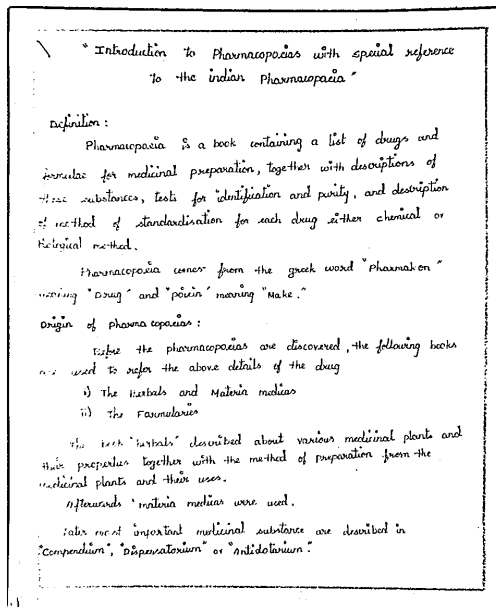 "Introduction to Pharmacopoeias with special reference
to the indian Pharmacopoeia"
Definition:
Pharmacopoeia is a book containing a list of drugs and
formulae for medicinal preparation, together with descriptions of
these substances, tests for identification and purity, and description
of method of standardisation for each drug either chemical or
biological method.
Pharmacopoeia comes from the greek word "Pharmakon"
meaning "Drug" and "poiein" meaning "Make."
Origin of pharmacopoeias:
Before the pharmacopoeias are discovered, the following books
are used to refer the above details of the drug
i) The Herbals and Materia medicas
ii) The Farmularies
The book "herbals" described about various medicinal plants and
their properties together with the method of preparation from the
medicinal plants and their uses.
Afterwards 'materia medicas were used.
Later most important medicinal substance are described in
"Compendium", "Dispensatorium" or "Antidotarium".